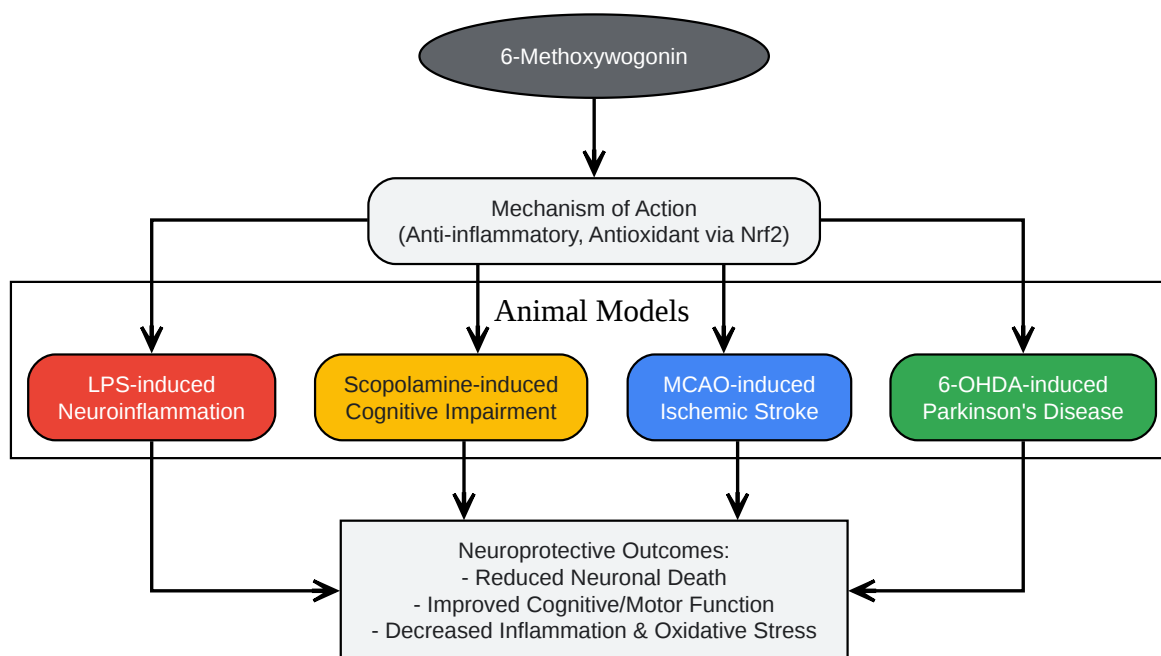 6-Methoxywogonin
Mechanism of Action
(Anti-inflammatory, Antioxidant via Nrf2)
Animal Models
LPS-induced
Neuroinflammation
Scopolamine-induced
Cognitive Impairment
MCAO-induced
Ischemic Stroke
6-OHDA-induced
Parkinson's Disease
Neuroprotective Outcomes:
- Reduced Neuronal Death
- Improved Cognitive/Motor Function
- Decreased Inflammation & Oxidative Stress